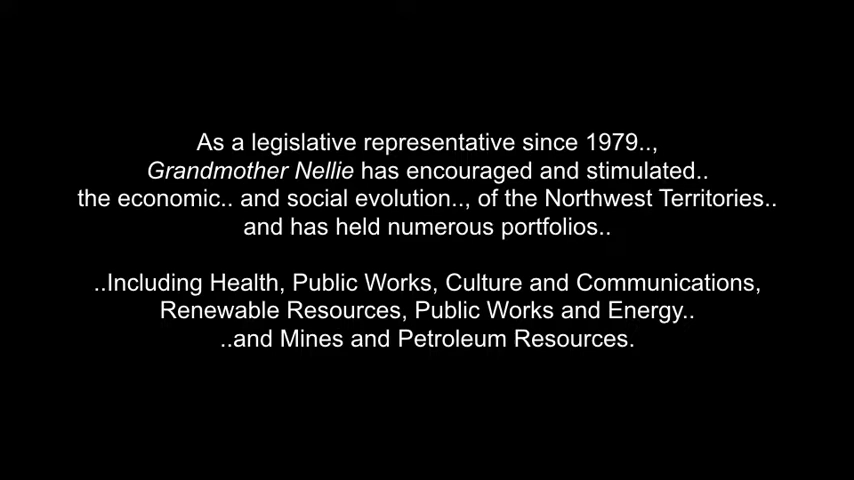 As a legislative representative since 1979..,
Grandmother Nellie has encouraged and stimulated..
the economic.. and social evolution.., of the Northwest Territories..
and has held numerous portfolios..
..Including Health, Public Works, Culture and Communications,
Renewable Resources, Public Works and Energy..
..and Mines and Petroleum Resources.